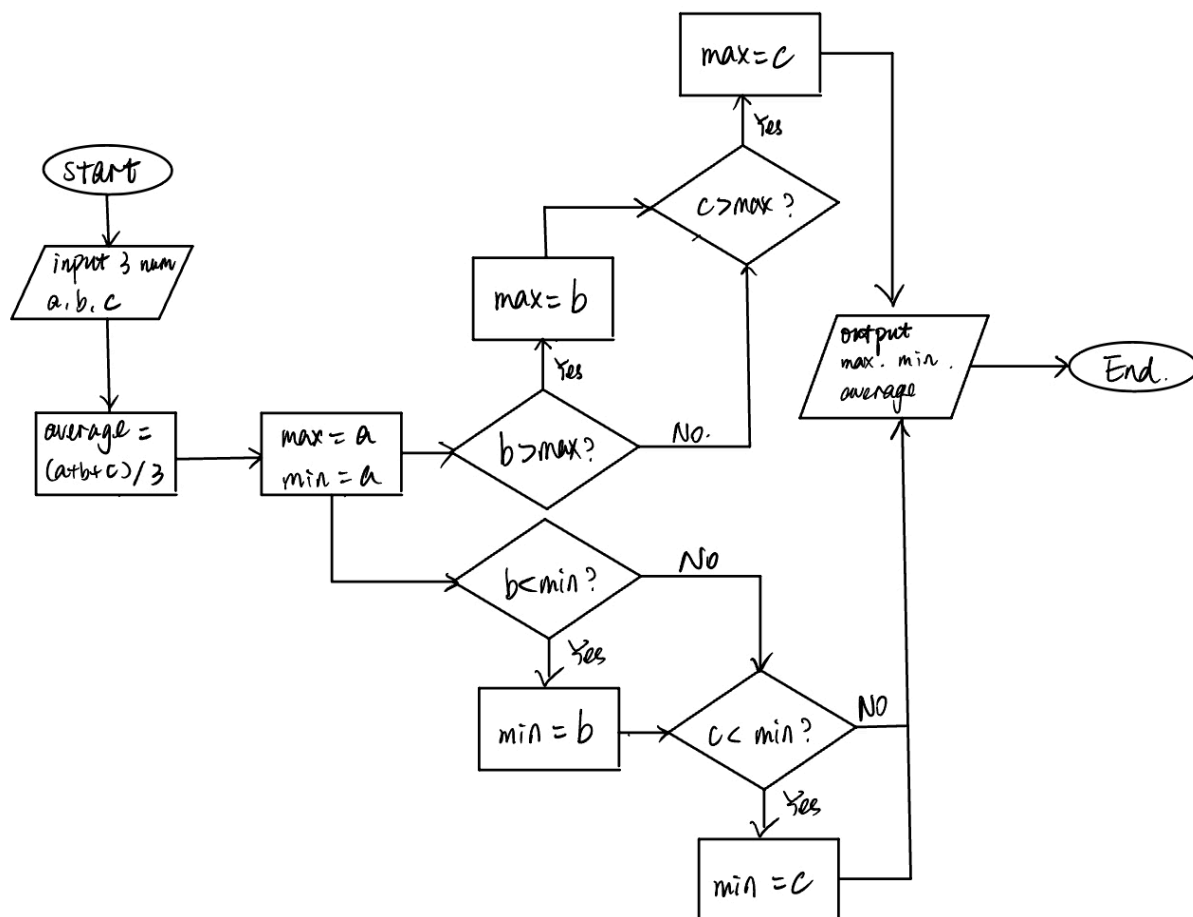 start
input 3 num
a, b, c
average =
(a+b+c)/3
max = a
min = a
b>max?
Yes
No.
max = b
c>max?
Yes
max = c
b<min?
No
Yes
min = b
c< min?
NO
Yes
min = c
output
max. min.
average
End.